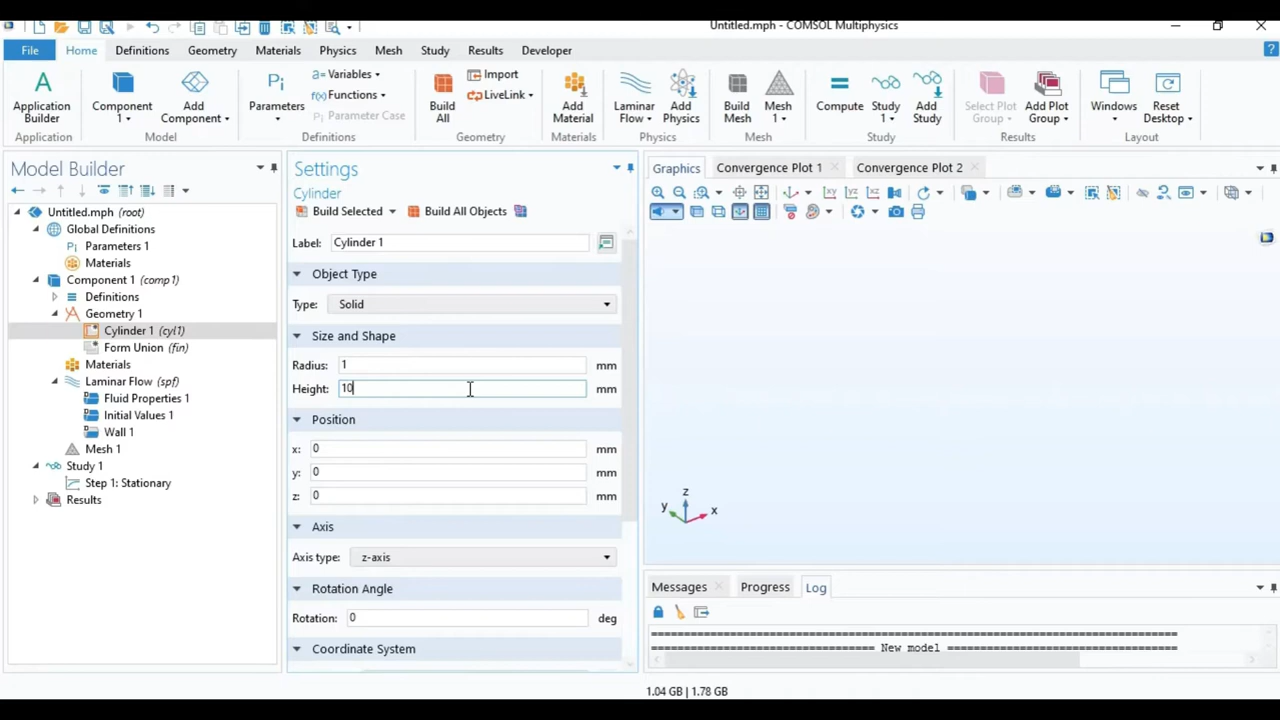 Untitled.mph - COMSOL Multiphysics
File Home Definitions Geometry Materials Physics Mesh Study Results Developer
Application Builder
Component 1
Add Component
Parameters
Variables
Functions
Parameter Case
Build All
Import
LiveLink
Add Material
Laminar Flow
Add Physics
Build Mesh
Mesh 1
Compute
Study 1
Add Study
Select Plot Group
Add Plot Group
Windows
Reset Desktop
Application Model Definitions Geometry Materials Physics Mesh Study Results Layout
Model Builder
Untitled.mph (root)
Global Definitions
Parameters 1
Materials
Component 1 (comp1)
Definitions
Geometry 1
Cylinder 1 (cyl1)
Form Union (fin)
Materials
Laminar Flow (spf)
Fluid Properties 1
Initial Values 1
Wall 1
Mesh 1
Study 1
Step 1: Stationary
Results
Settings
Cylinder
Build Selected Build All Objects
Label: Cylinder 1
Object Type
Type: Solid
Size and Shape
Radius: 1 mm
Height: 10 mm
Position
x: 0 mm
y: 0 mm
z: 0 mm
Axis
Axis type: z-axis
Rotation Angle
Rotation: 0 deg
Coordinate System
Graphics Convergence Plot 1 Convergence Plot 2
z
y x
Messages Progress Log
================================================================================
================================== New model ==================================
1.04 GB | 1.78 GB